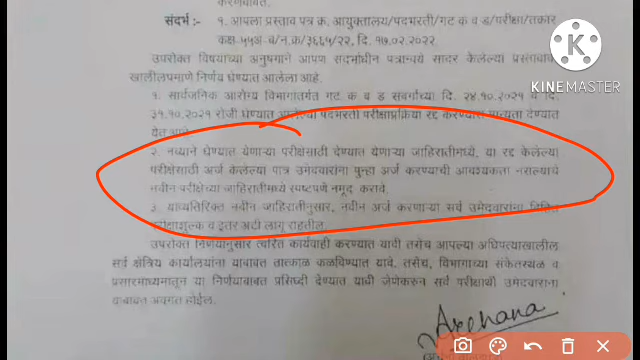 करणबाबत.
संदर्भ :- १. आपला प्रस्ताव पत्र क्र. आयुक्तालय/पदभरती/गट क व ड/परीक्षा/तक्रार
कक्ष-५५अ-ब/न.क्र/३६६५/२२, दि. १७.०२.२०२२
उपरोक्त विषयाच्या अनुषंगाने आपण संदर्भाधीन पत्रान्वये सादर केलेल्या प्रस्तावाव
खालीलप्रमाणे निर्णय घेण्यात आलेला आहे.
१. सार्वजनिक आरोग्य विभागांतर्गत गट क व ड संवर्गाच्या दि. २४.१०.२०२१ व दि.
३१.१०.२०२१ रोजी घेण्यात आलेल्या पदभरती परीक्षाप्रक्रिया रद्द करण्यास मान्यता देण्यात
येत आहे
२. नव्याने घेण्यात येणाऱ्या परीक्षेसाठी देण्यात येणाऱ्या जाहिरातीमध्ये, या रद्द केलेल्या
परीक्षेसाठी अर्ज केलेल्या पात्र उमेदवारांना पुन्हा अर्ज करण्याची आवश्यकता नसल्याचे
नवीन परीक्षेच्या जाहिरातीमध्ये स्पष्टपणे नमूद करावे.
३. याव्यतिरिक्त नवीन जाहिरातीनुसार, नवीन अर्ज करणाऱ्या सर्व उमेदवारांना विहित
परीक्षाशुल्क व इतर अटी लागू राहतील.
उपरोक्त निर्णयानुसार त्वरित कार्यवाही करण्यात यावी तसेच आपल्या अधिपत्याखालील
सर्व क्षेत्रिय कार्यालयांना याबाबत तात्काळ कळविण्यात यावे. तसेच, विभागाच्या संकेतस्थळ व
प्रसारमाध्यमातून या निर्णयाबाबत प्रसिध्दी देण्यात यावी जेणेकरुन सर्व परीक्षार्थी उमेदवारांना
याबाबत अवगत होईल.
Archana
K
KINEMASTER